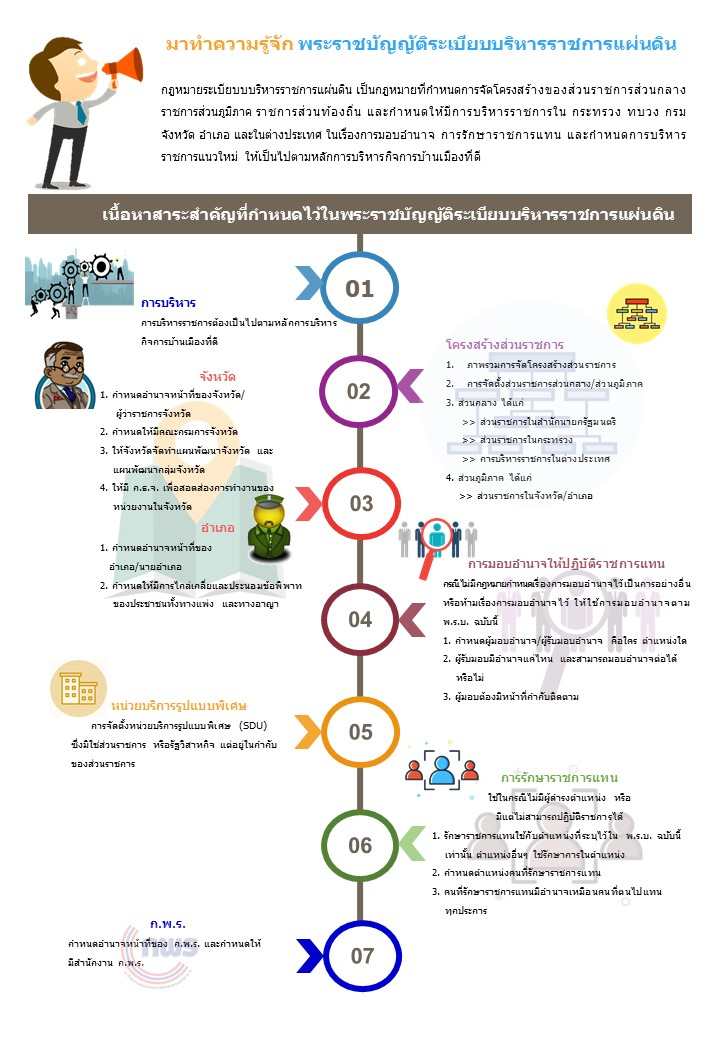 มาทำความรู้จัก พระราชบัญญัติระเบียบบริหารราชการแผ่นดิน
กฎหมายระเบียบบบริหารราชการแผ่นดิน เป็นกฎหมายที่กำหนดการจัดโครงสร้างของส่วนราชการส่วนกลาง
ราชการส่วนภูมิภาค ราชการส่วนท้องถิ่น และกำหนดให้มีการบริหารราชการใน กระทรวง ทบวง กรม
จังหวัด อำเภอ และในต่างประเทศ ในเรื่องการมอบอำนาจ การรักษาราชการแทน และกำหนดการบริหาร
ราชการแนวใหม่ ให้เป็นไปตามหลักการบริหารกิจการบ้านเมืองที่ดี
เนื้อหาสาระสำคัญที่กำหนดไว้ในพระราชบัญญัติระเบียบบริหารราชการแผ่นดิน
01
การบริหาร
การบริหารราชการต้องเป็นไปตามหลักการบริหาร
กิจการบ้านเมืองที่ดี
02
โครงสร้างส่วนราชการ
1. ภาพรวมการจัดโครงสร้างส่วนราชการ
2. การจัดตั้งส่วนราชการส่วนกลาง/ส่วนภูมิภาค
3. ส่วนกลาง ได้แก่
>> ส่วนราชการในสำนักนายกรัฐมนตรี
>> ส่วนราชการในกระทรวง
>> การบริหารราชการในต่างประเทศ
4. ส่วนภูมิภาค ได้แก่
>> ส่วนราชการในจังหวัด/อำเภอ
03
จังหวัด
1. กำหนดอำนาจหน้าที่ของจังหวัด/
ผู้ว่าราชการจังหวัด
2. กำหนดให้มีคณะกรมการจังหวัด
3. ให้จังหวัดจัดทำแผนพัฒนาจังหวัด และ
แผนพัฒนากลุ่มจังหวัด
4. ให้มี ก.ธ.จ. เพื่อสอดส่องการทำงานของ
หน่วยงานในจังหวัด
อำเภอ
1. กำหนดอำนาจหน้าที่ของ
อำเภอ/นายอำเภอ
2. กำหนดให้มีการไกล่เกลี่ยและประนอมข้อพิพาท
ของประชาชนทั้งทางแพ่ง และทางอาญา
04
การมอบอำนาจให้ปฏิบัติราชการแทน
กรณีไม่มีกฎหมายกำหนดเรื่องการมอบอำนาจไว้เป็นการอย่างอื่น
หรือห้ามเรื่องการมอบอำนาจไว้ ให้ใช้การมอบอำนาจตาม
พ.ร.บ. ฉบับนี้
1. กำหนดผู้มอบอำนาจ/ผู้รับมอบอำนาจ คือใคร ตำแหน่งใด
2. ผู้รับมอบมีอำนาจแค่ไหน และสามารถมอบอำนาจต่อได้
หรือไม่
3. ผู้มอบต้องมีหน้าที่กำกับติดตาม
05
หน่วยบริการรูปแบบพิเศษ
การจัดตั้งหน่วยบริการรูปแบบพิเศษ (SDU)
ซึ่งมิใช่ส่วนราชการ หรือรัฐวิสาหกิจ แต่อยู่ในกำกับ
ของส่วนราชการ
06
การรักษาราชการแทน
ใช้ในกรณีไม่มีผู้ดำรงตำแหน่ง หรือ
มีแต่ไม่สามารถปฏิบัติราชการได้
1. รักษาราชการแทนใช้กับตำแหน่งที่ระบุไว้ใน พ.ร.บ. ฉบับนี้
เท่านั้น ตำแหน่งอื่นๆ ใช้รักษาการในตำแหน่ง
2. กำหนดตำแหน่งคนที่รักษาราชการแทน
3. คนที่รักษาราชการแทนมีอำนาจเหมือนคนที่ตนไปแทน
ทุกประการ
07
ก.พ.ร.
กำหนดอำนาจหน้าที่ของ ก.พ.ร. และกำหนดให้
มีสำนักงาน ก.พ.ร.
กพร